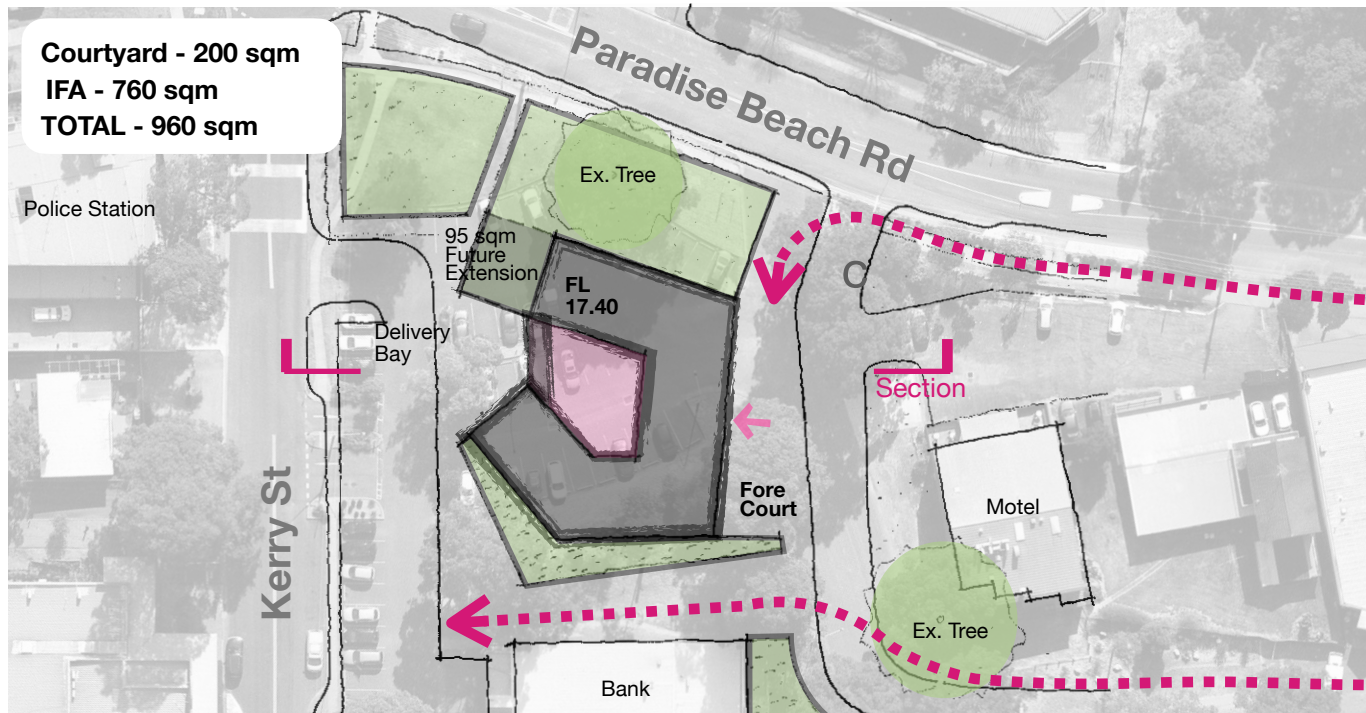 Courtyard - 200 sqm
IFA - 760 sqm
TOTAL - 960 sqm
Paradise Beach Rd
Ex. Tree
Police Station
95 sqm
Future
Extension
FL
17.40
C
Delivery
Bay
Section
Kerry St
Fore
Court
Motel
Ex. Tree
Bank